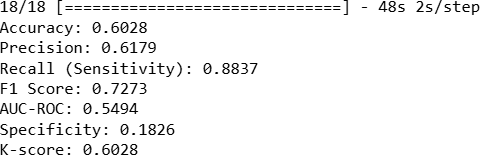 18/18 [==============================] - 48s 2s/step
Accuracy: 0.6028
Precision: 0.6179
Recall (Sensitivity): 0.8837
F1 Score: 0.7273
AUC-ROC: 0.5494
Specificity: 0.1826
K-score: 0.6028